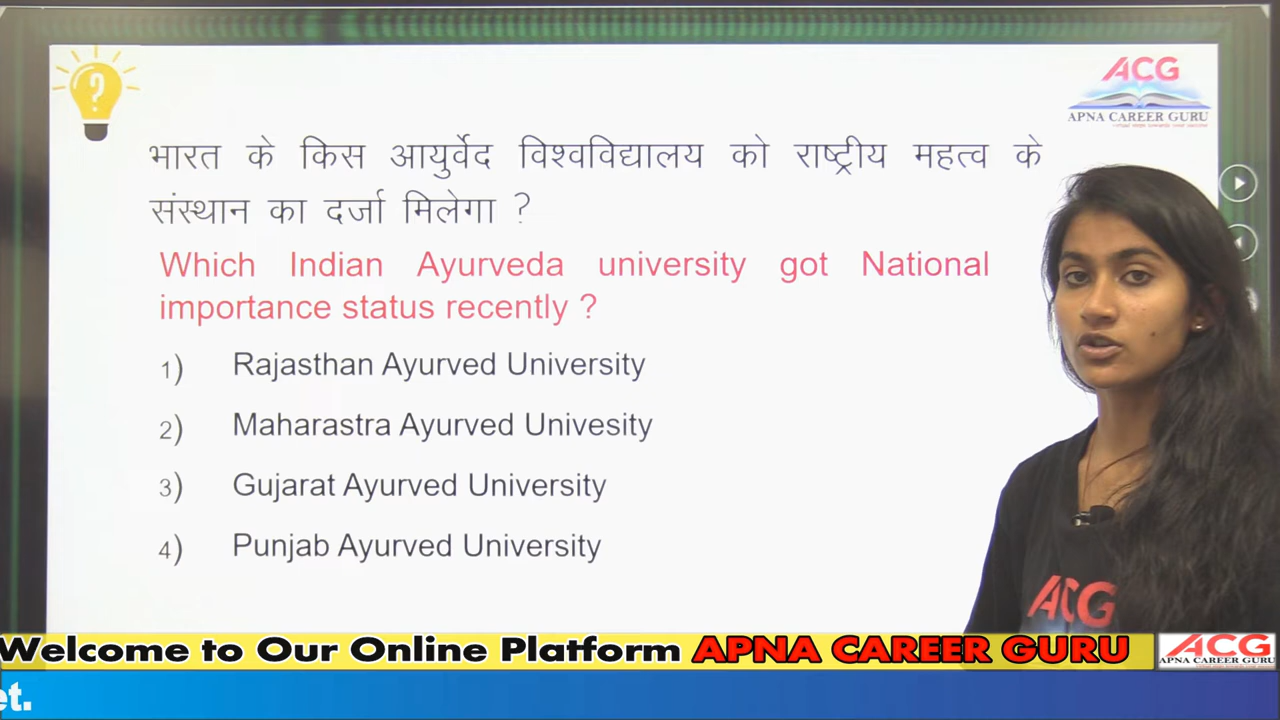 ACG
APNA CAREER GURU
भारत के किस आयुर्वेद विश्वविद्यालय को राष्ट्रीय महत्व के
संस्थान का दर्जा मिलेगा ?
Which Indian Ayurveda university got National
importance status recently ?
1) Rajasthan Ayurved University
2) Maharastra Ayurved Univesity
3) Gujarat Ayurved University
4) Punjab Ayurved University
ACG
Welcome to Our Online Platform APNA CAREER GURU
ACG
APNA CAREER GURU
et.